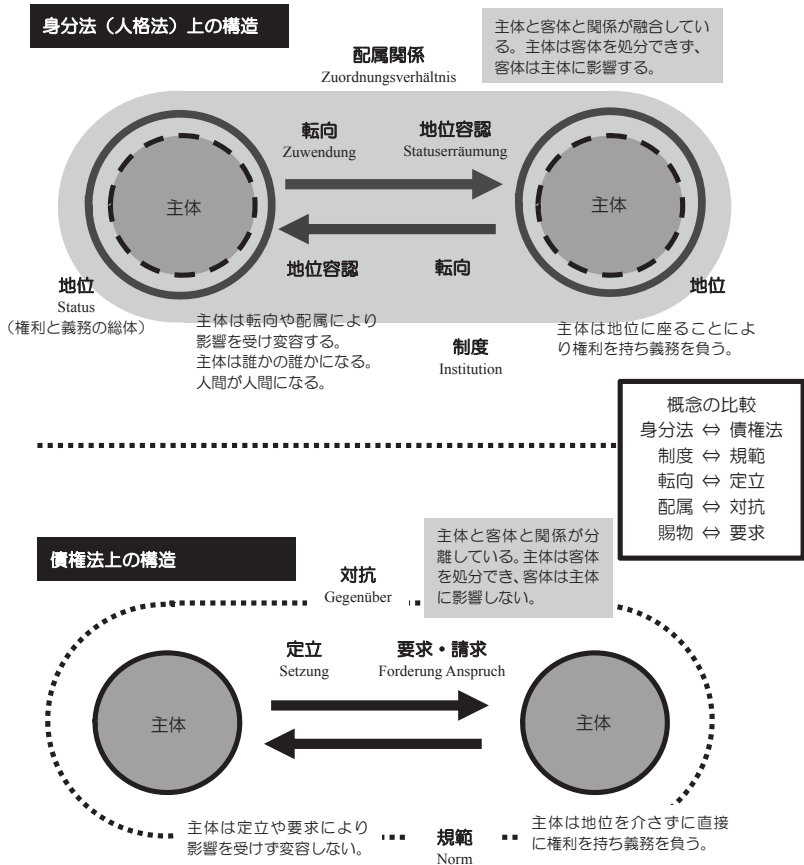 身分法（人格法）上の構造
主体と客体と関係が融合してい
る。主体は客体を処分できず、
客体は主体に影響する。
配属関係
Zuordnungsverhältnis
転向
Zuwendung
地位容認
Statuserräumung
主体
主体
地位容認
転向
地位
Status
（権利と義務の総体）
地位
主体は転向や配属により
影響を受け変容する。
主体は誰かの誰かになる。
人間が人間になる。
制度
Institution
主体は地位に座ることによ
り権利を持ち義務を負う。
概念の比較
身分法 ⇔ 債権法
制度 ⇔ 規範
転向 ⇔ 定立
配属 ⇔ 対抗
賜物 ⇔ 要求
債権法上の構造
主体と客体と関係が分
離している。主体は客体
を処分でき、客体は主体
に影響しない。
対抗
Gegenüber
定立
Setzung
要求・請求
Forderung Anspruch
主体
主体
主体は定立や要求により
影響を受けず変容しない。
規範
Norm
主体は地位を介さずに直接
に権利を持ち義務を負う。